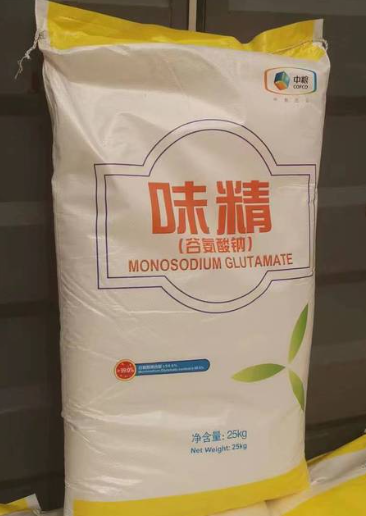 中粮
COFCO
味精
(谷氨酸钠)
MONOSODIUM GLUTAMATE
≥99.0%
净含量: 25kg
Net Weight: 25kg